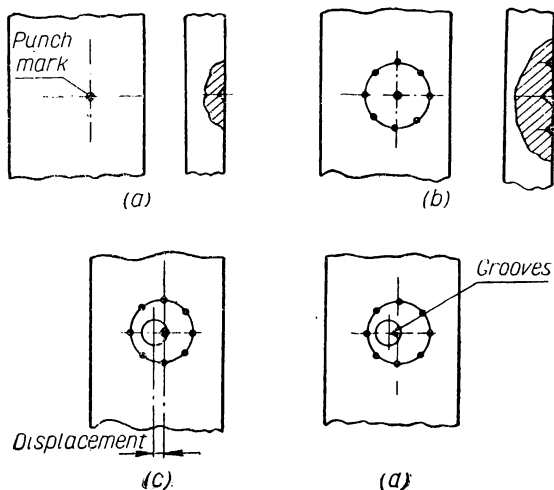 Punch
mark
(a)
(b)
Grooves
Displacement
(c)
(d)